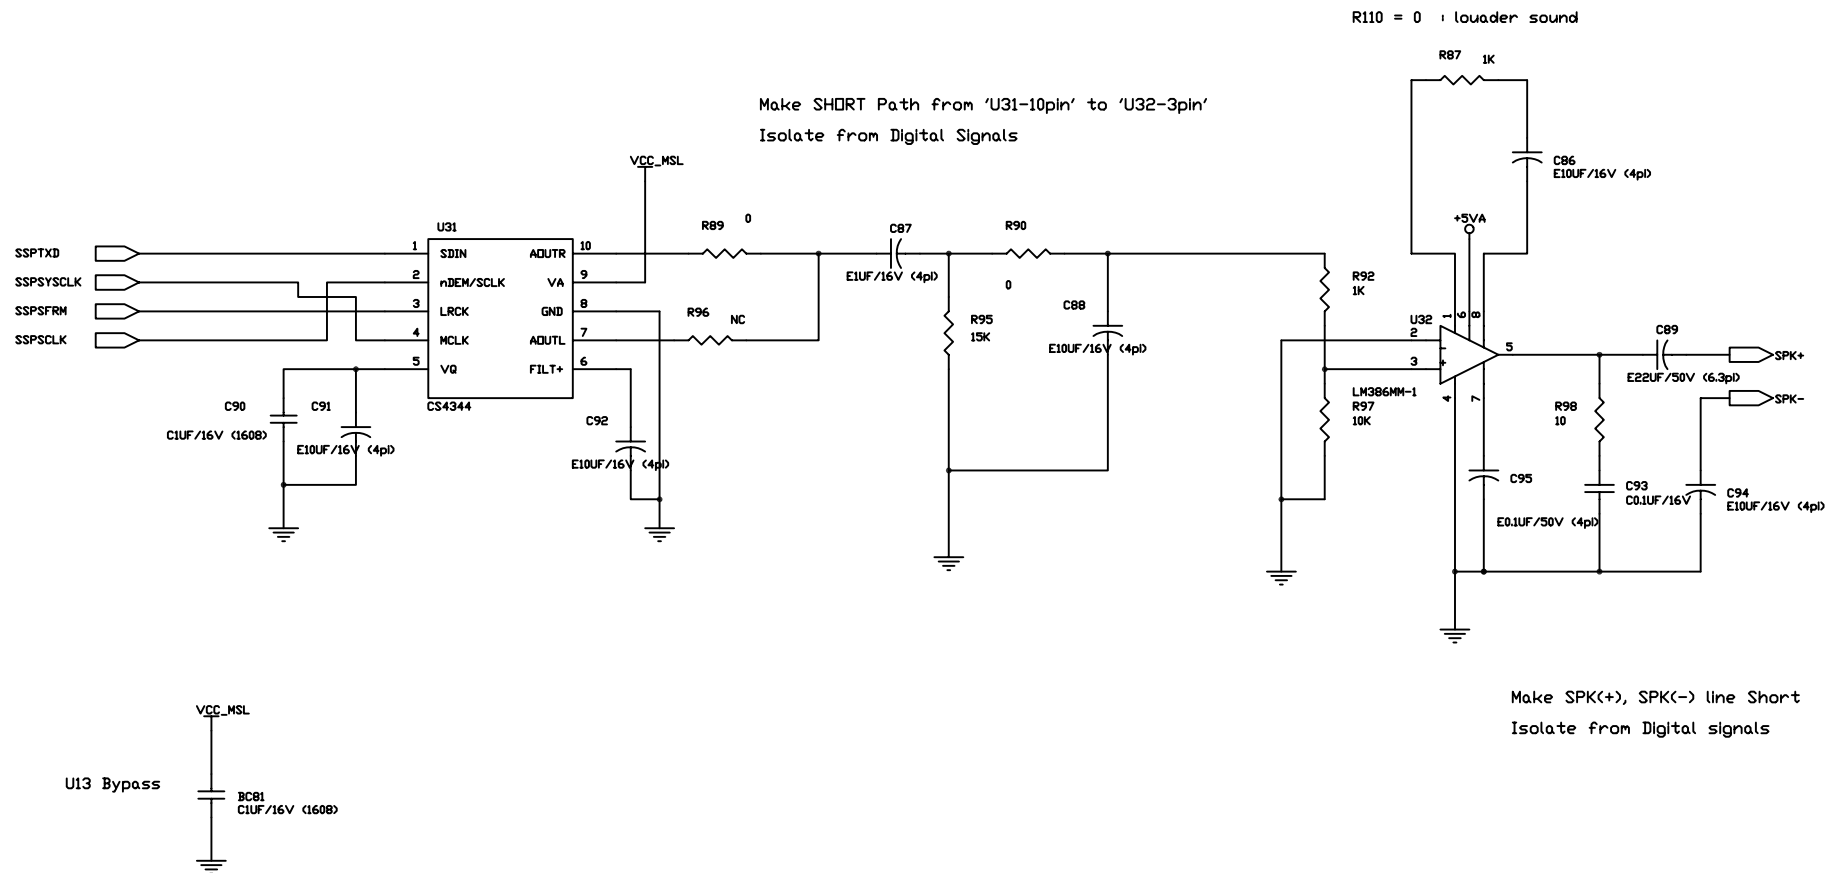 R110 = 0 : louader sound
R87 1K
Make SHORT Path from 'U31-10pin' to 'U32-3pin'
Isolate from Digital Signals
VCC_MSL
C86
E10UF/16V (4pi)
+5VA
U31
R89 0
C87
E1UF/16V (4pi)
R90
0
SSPTXD
SSPSYSCLK
SSPSFRM
SSPSCLK
1 SDIN AOUTR 10
2 nDEM/SCLK VA 9
3 LRCK GND 8
4 MCLK AOUTL 7
5 VQ FILT+ 6
CS4344
R96 NC
R95
15K
C88
E10UF/16V (4pi)
R92
1K
U32
1 6 8
2
-
3
+
5
4 7
LM386MM-1
R97
10K
C89
E22UF/50V (6.3pi)
SPK+
SPK-
C90
C1UF/16V (1608)
C91
E10UF/16V (4pi)
C92
E10UF/16V (4pi)
R98
10
C95
E0.1UF/50V (4pi)
C93
C0.1UF/16V
C94
E10UF/16V (4pi)
Make SPK(+), SPK(-) line Short
Isolate from Digital signals
VCC_MSL
U13 Bypass
BC81
C1UF/16V (1608)